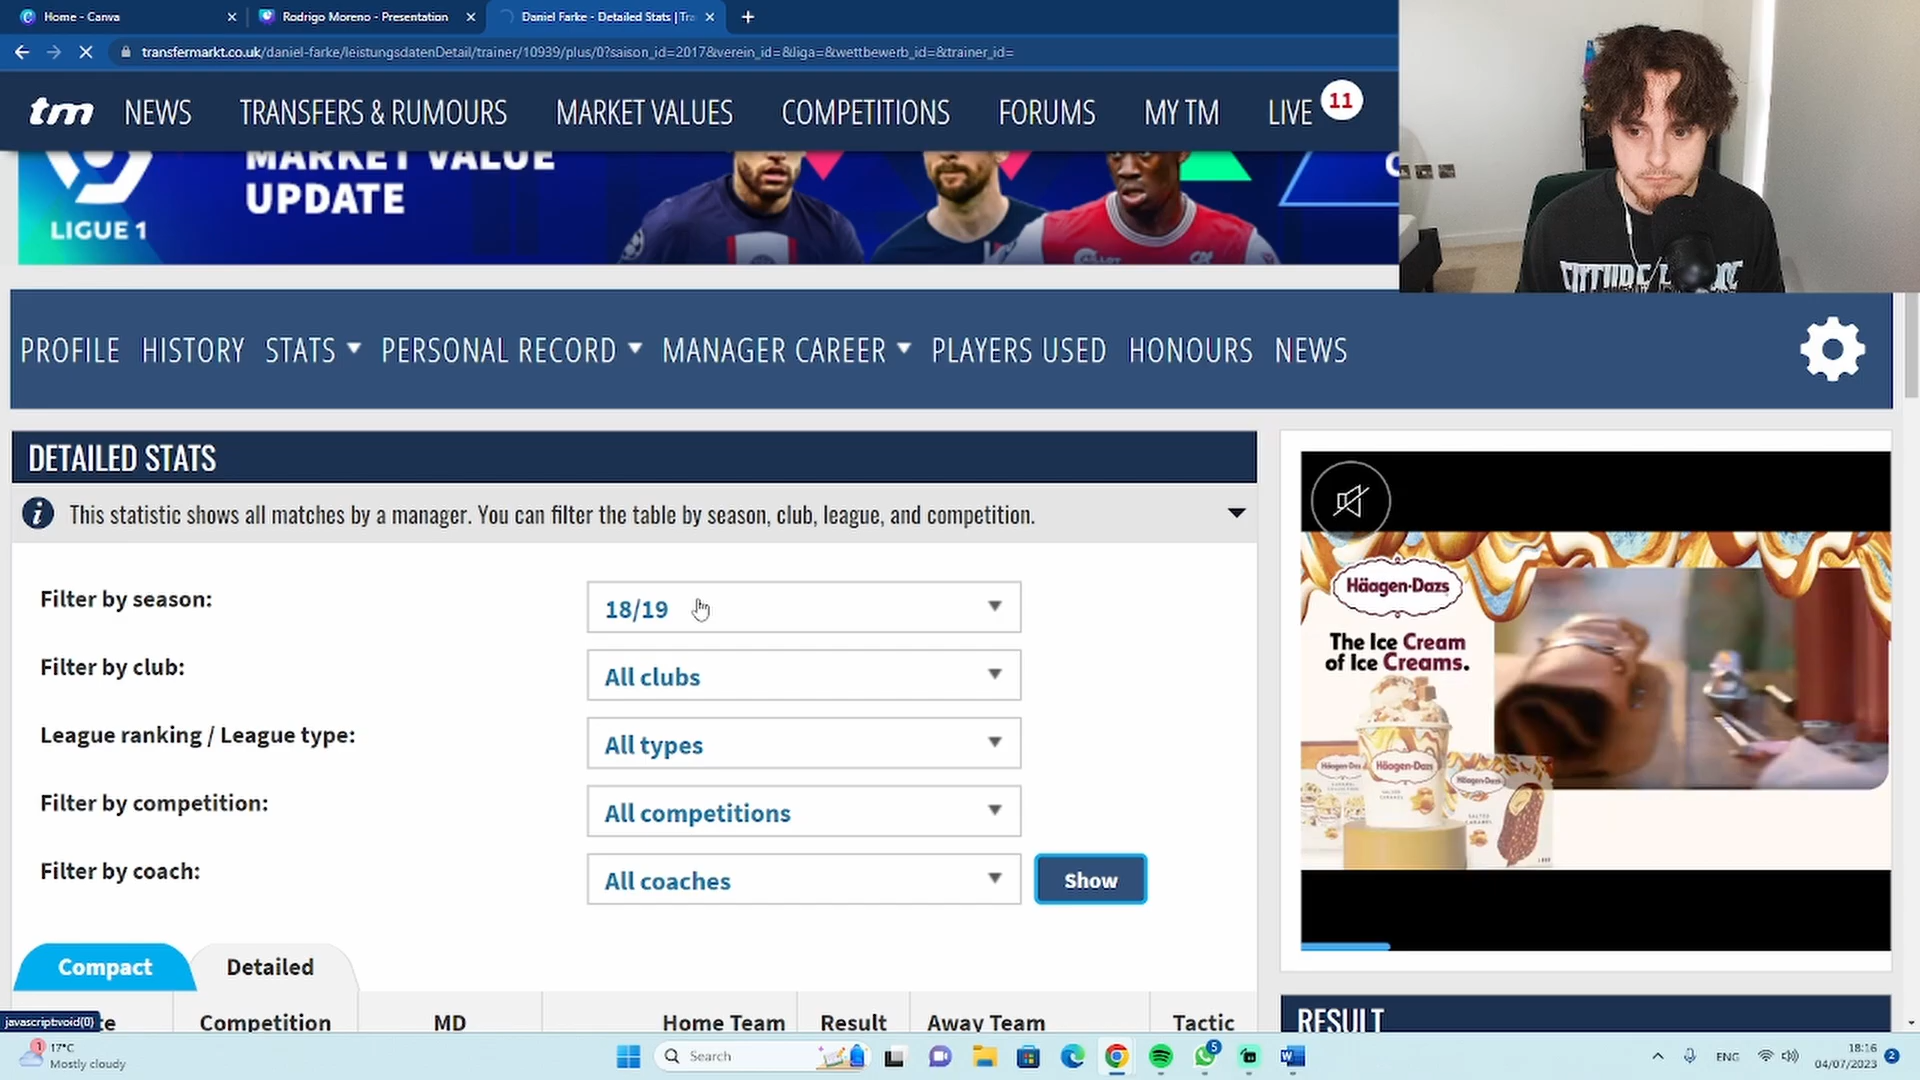 Home - Canva
Rodrigo Moreno - Presentation
Daniel Farke - Detailed Stats | Tra
transfermarkt.co.uk/daniel-farke/leistungsdatenDetail/trainer/10939/plus/0?saison_id=2017&verein_id=&liga=&wettbewerb_id=&trainer_id=
tm NEWS TRANSFERS & RUMOURS MARKET VALUES COMPETITIONS FORUMS MY TM LIVE 11
MARKET VALUE
UPDATE
LIGUE 1
PROFILE HISTORY STATS PERSONAL RECORD MANAGER CAREER PLAYERS USED HONOURS NEWS
DETAILED STATS
This statistic shows all matches by a manager. You can filter the table by season, club, league, and competition.
Filter by season: 18/19
Filter by club: All clubs
League ranking / League type: All types
Filter by competition: All competitions
Filter by coach: All coaches Show
Häagen-Dazs
The Ice Cream
of Ice Creams.
Häagen-Dazs
Compact Detailed
Competition MD Home Team Result Away Team Tactic
RESULT
javascript:void(0)
17°C
Mostly cloudy
Search
5
ENG
18:16
04/07/2023
2